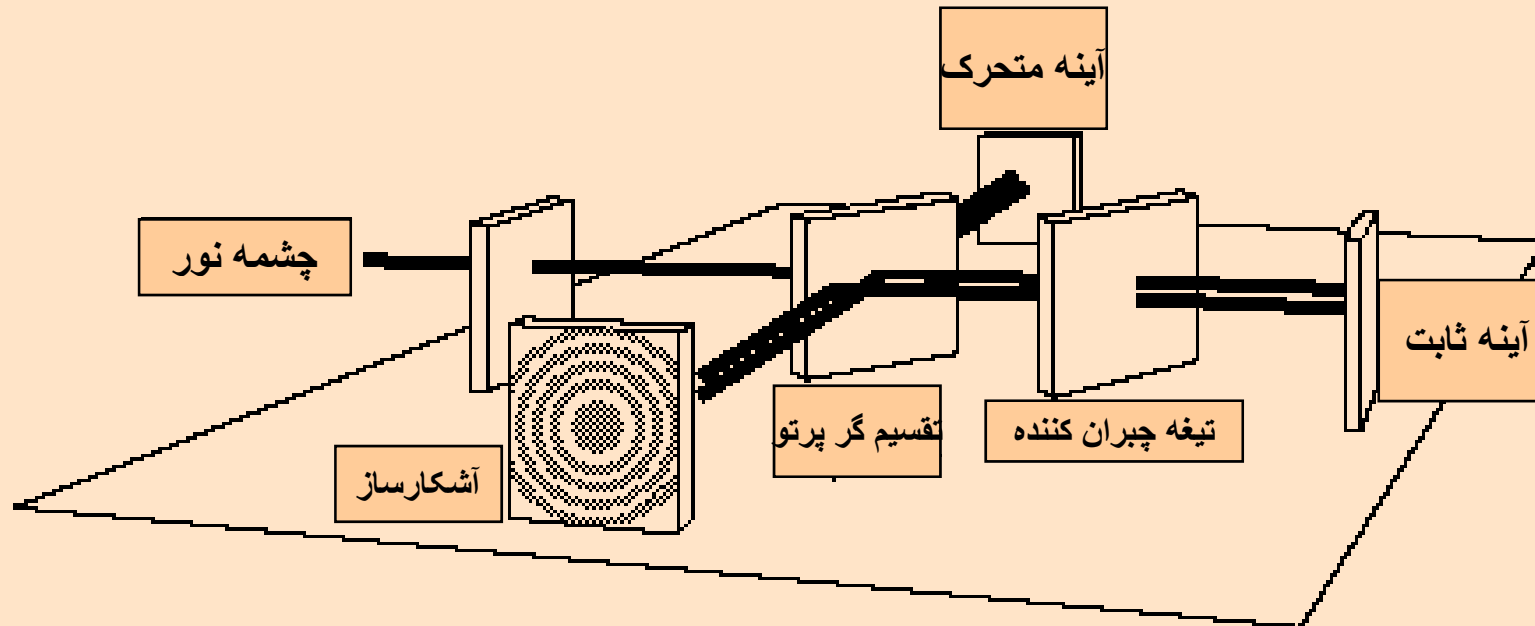 آینه متحرک
چشمه نور
آینه ثابت
تقسیم گر پرتو
تیغه چبران کننده
آشکارساز